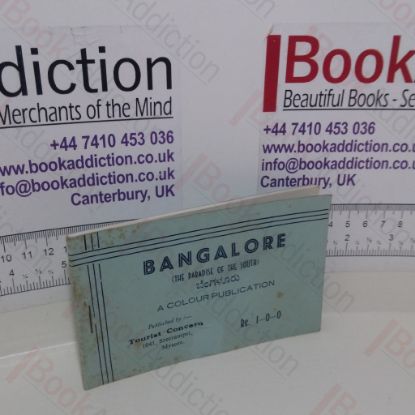 diction
Merchants of the Mind
+44 7410 453 036
www.bookaddiction.co.uk
info@bookaddiction.co.uk
Canterbury, UK
Book
Beautiful Books - Se
+44 7410 453 036
www.bookaddiction.co.uk
info@bookaddiction.co.uk
Canterbury, UK
BANGALORE
(THE PARADISE OF THE SOUTH)
ಬೆಂಗಳೂರು
A COLOUR PUBLICATION
Published by :—
Tourist Concern
Mysore.
Re. 1-0-0